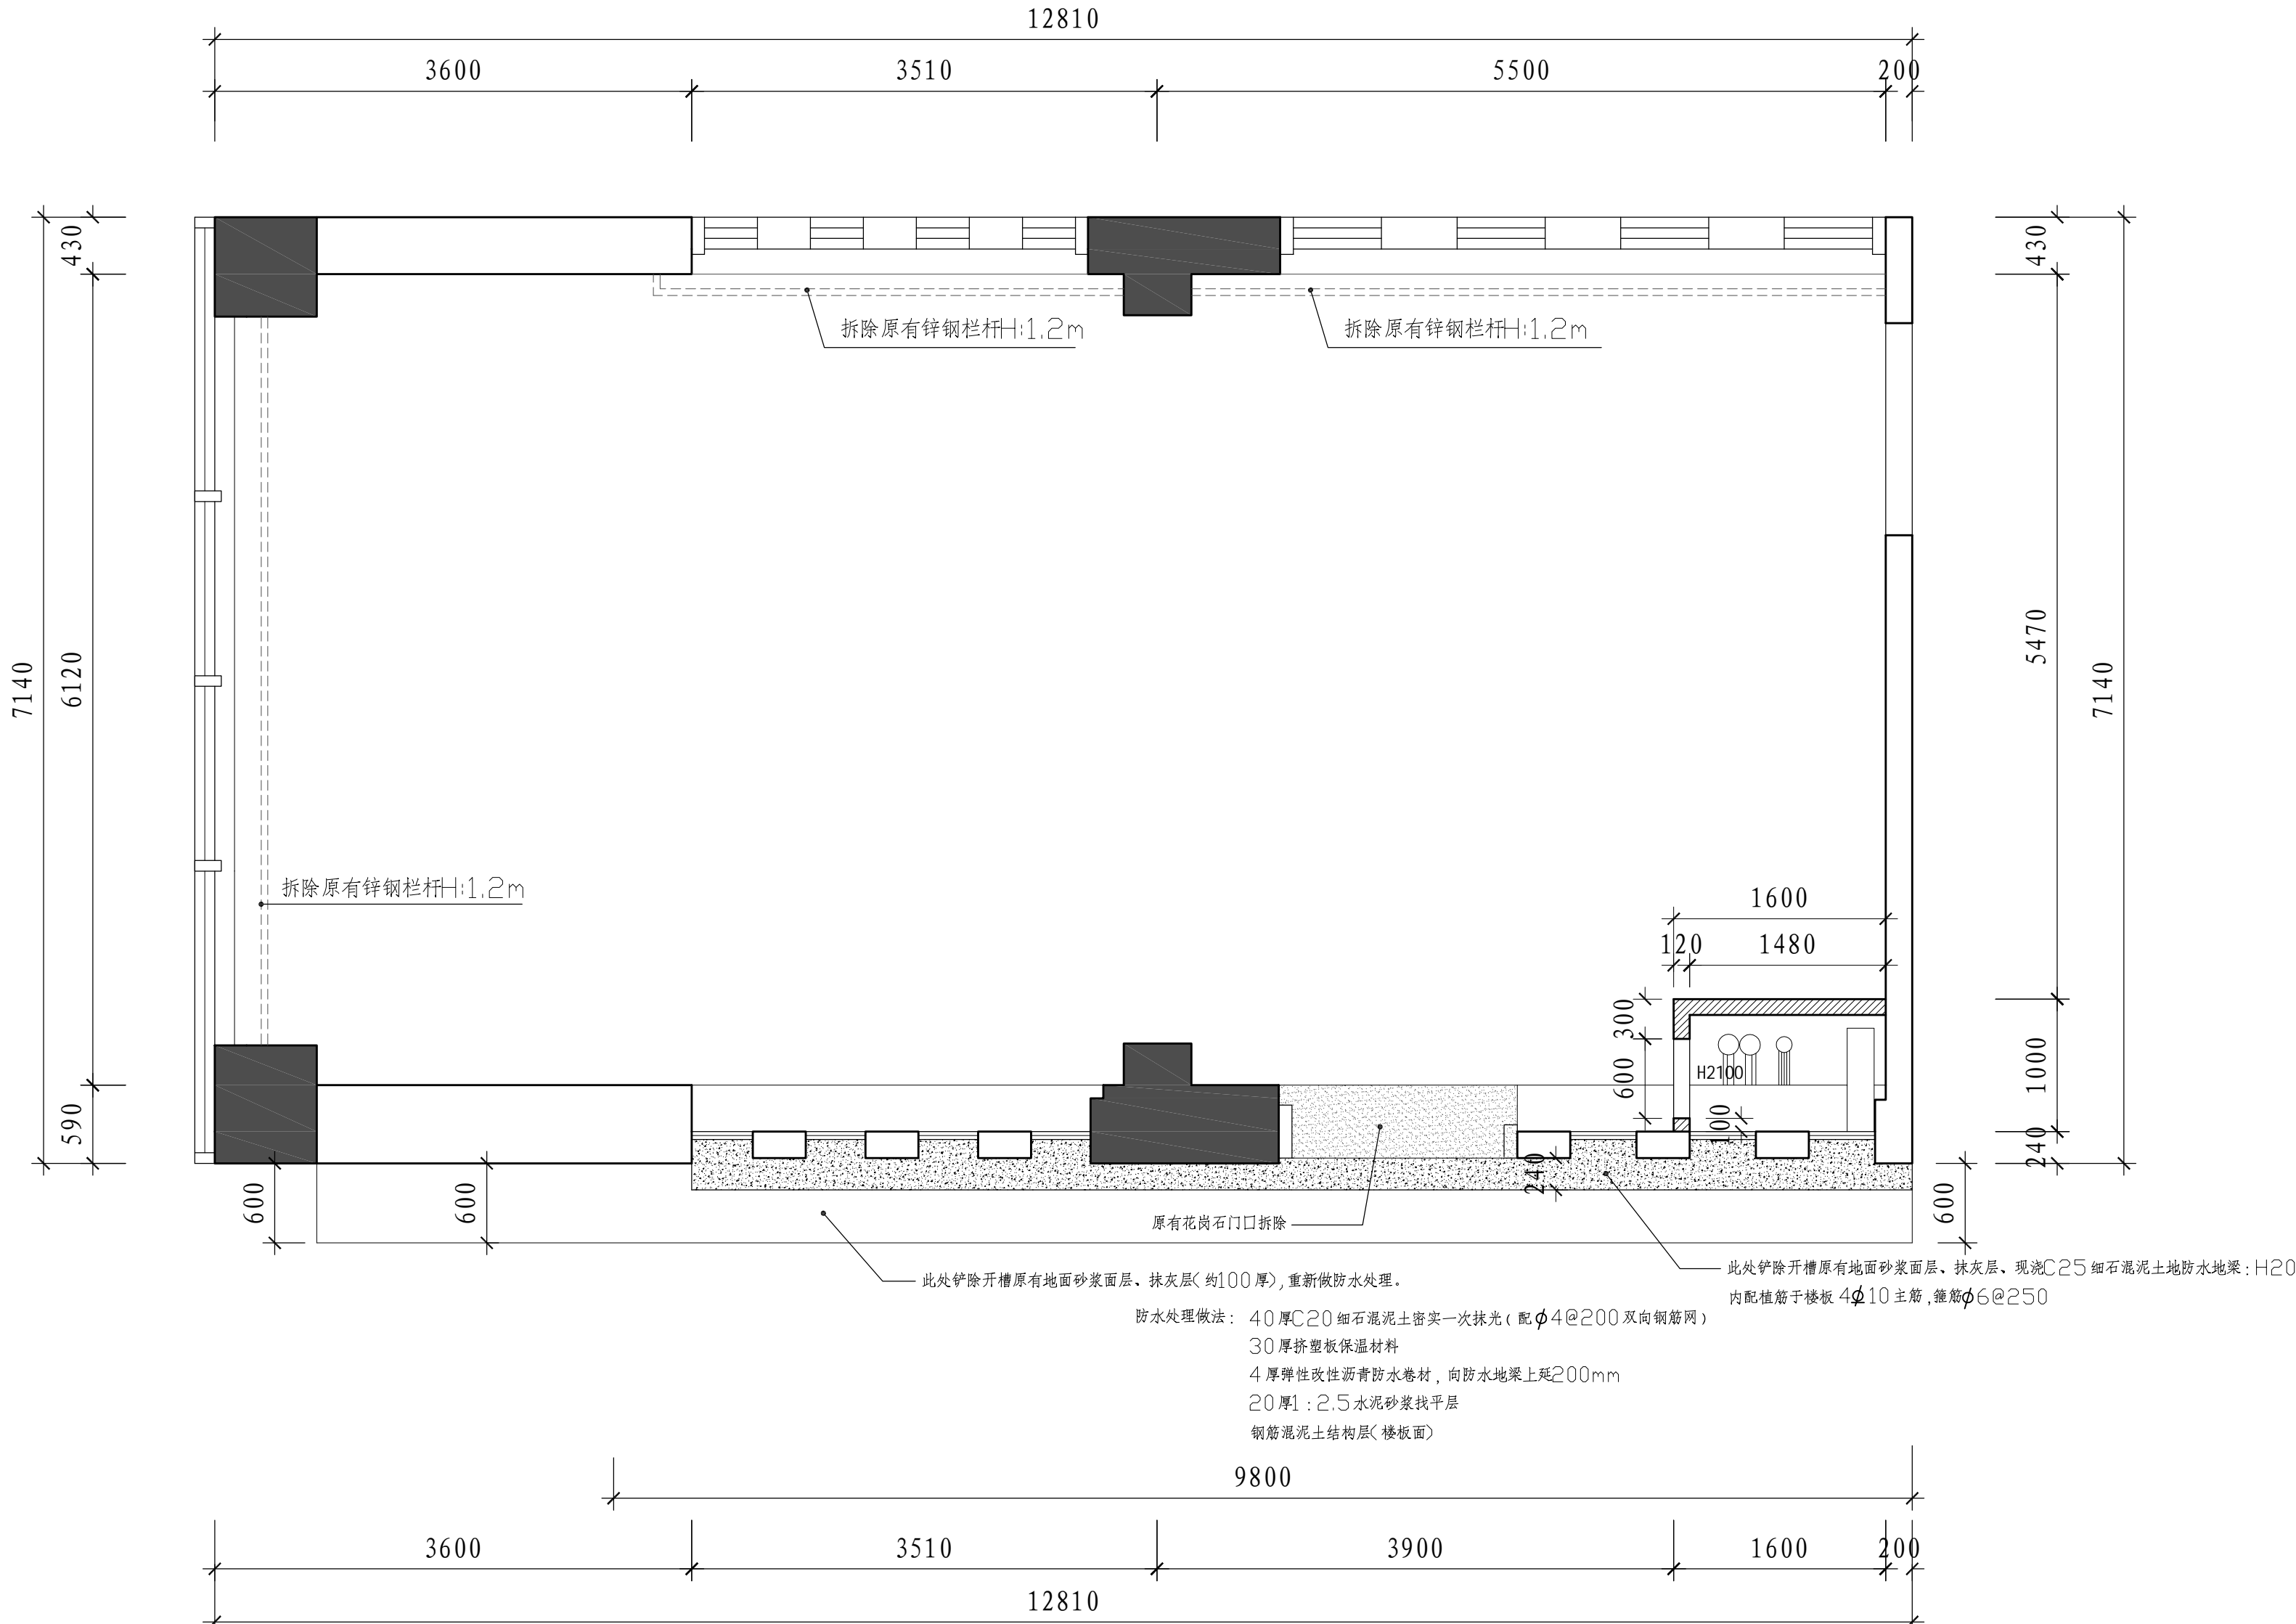 12810
3600
3510
5500
200
430
430
拆除原有锌钢栏杆H:1.2m
拆除原有锌钢栏杆H:1.2m
7140
6120
5470
7140
拆除原有锌钢栏杆H:1.2m
1600
120
1480
300
600
H2100
1000
100
590
240
240
600
600
600
原有花岗石门口拆除
此处铲除开槽原有地面砂浆面层、抹灰层(约100厚),重新做防水处理。
此处铲除开槽原有地面砂浆面层、抹灰层、现浇C25细石混泥土地防水地梁:H20
内配植筋于楼板4ϕ10主筋,箍筋ϕ6@250
防水处理做法: 40厚C20细石混泥土密实一次抹光(配ϕ4@200双向钢筋网)
30厚挤塑板保温材料
4厚弹性改性沥青防水卷材,向防水地梁上延200mm
20厚1:2.5水泥砂浆找平层
钢筋混泥土结构层(楼板面)
9800
3600
3510
3900
1600
200
12810